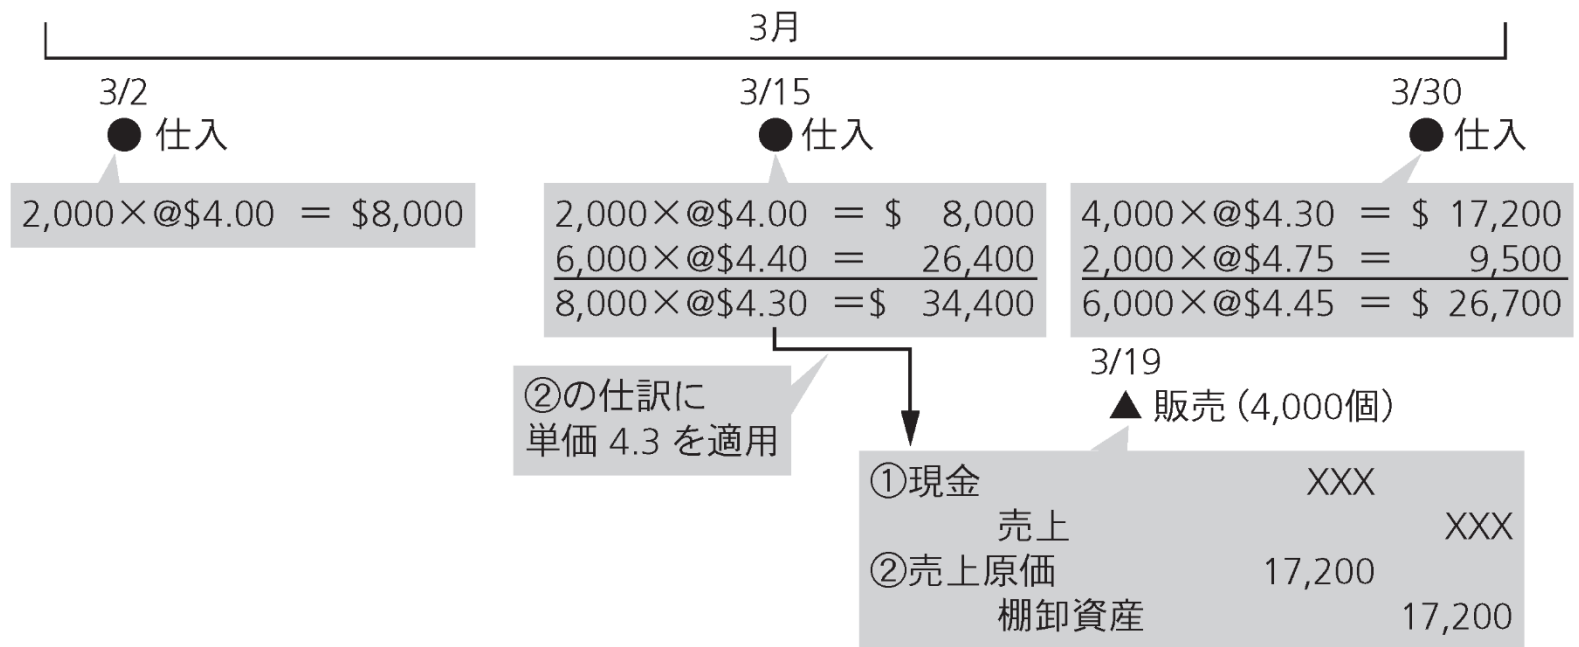 3月
3/2
● 仕入
2,000×@$4.00 = $8,000
3/15
● 仕入
2,000×@$4.00 = $ 8,000
6,000×@$4.40 = 26,400
8,000×@$4.30 =$ 34,400
3/30
● 仕入
4,000×@$4.30 = $ 17,200
2,000×@$4.75 = 9,500
6,000×@$4.45 = $ 26,700
②の仕訳に
単価 4.3 を適用
3/19
▲ 販売（4,000個）
①現金 XXX
売上 XXX
②売上原価 17,200
棚卸資産 17,200